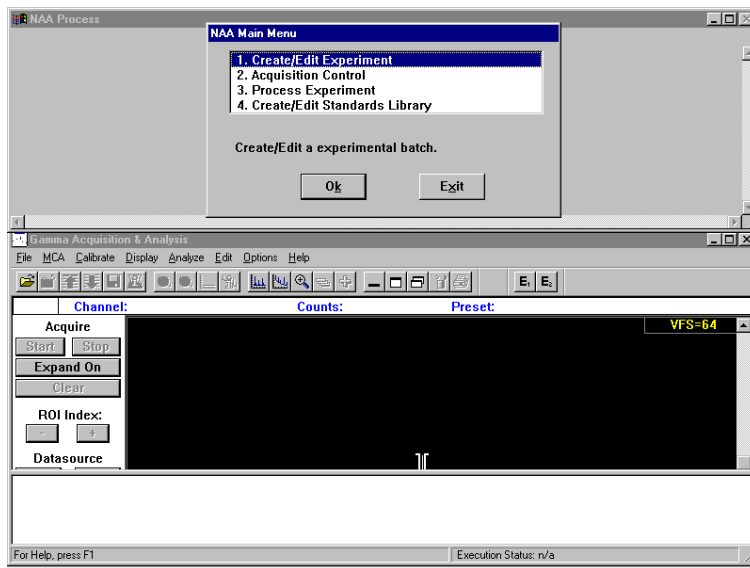 NAA Process
NAA Main Menu
1. Create/Edit Experiment
2. Acquisition Control
3. Process Experiment
4. Create/Edit Standards Library
Create/Edit a experimental batch.
Ok Exit
Gamma Acquisition & Analysis
File MCA Calibrate Display Analyze Edit Options Help
E1 E2
Channel: Counts: Preset:
Acquire VFS=64
Start Stop
Expand On
Clear
ROI Index:
- +
Datasource
For Help, press F1 Execution Status: n/a